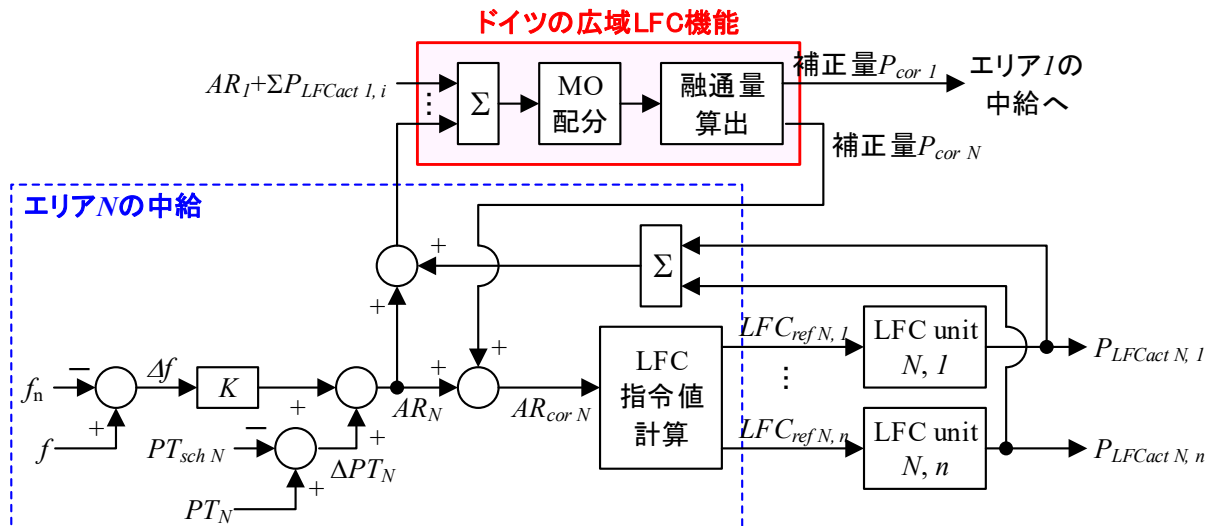 ドイツの広域LFC機能
AR1+ΣPLFCact 1, i
⋮
Σ
MO
配分
融通量
算出
補正量Pcor 1
エリア1の
中給へ
補正量Pcor N
エリアNの中給
+
+
Σ
+
fn
−
+
f
Δf
K
+
+
ARN
+
+
ARcor N
PTsch N
−
+
ΔPTN
PTN
LFC
指令値
計算
LFCref N, 1
⋮
LFCref N, n
LFC unit
N, 1
LFC unit
N, n
PLFCact N, 1
PLFCact N, n